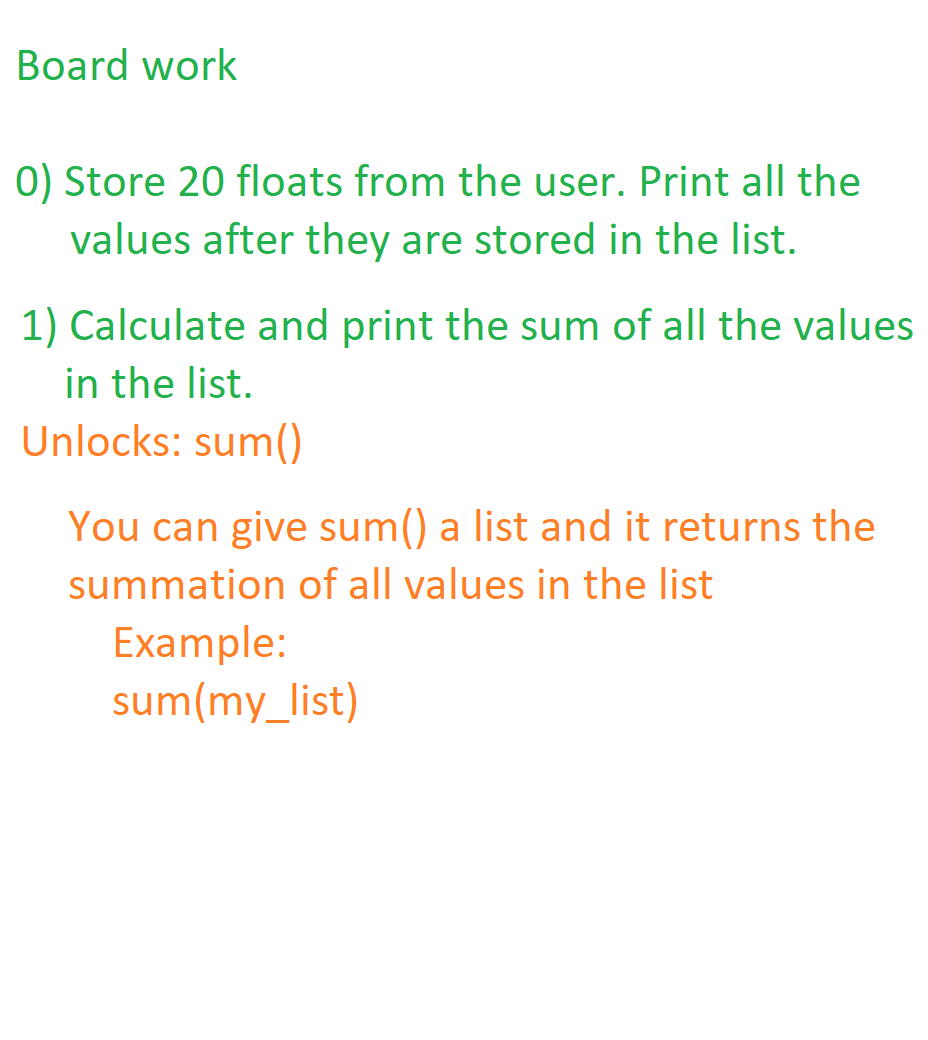 Board work
0) Store 20 floats from the user. Print all the
values after they are stored in the list.
1) Calculate and print the sum of all the values
in the list.
Unlocks: sum()
You can give sum() a list and it returns the
summation of all values in the list
Example:
sum(my_list)